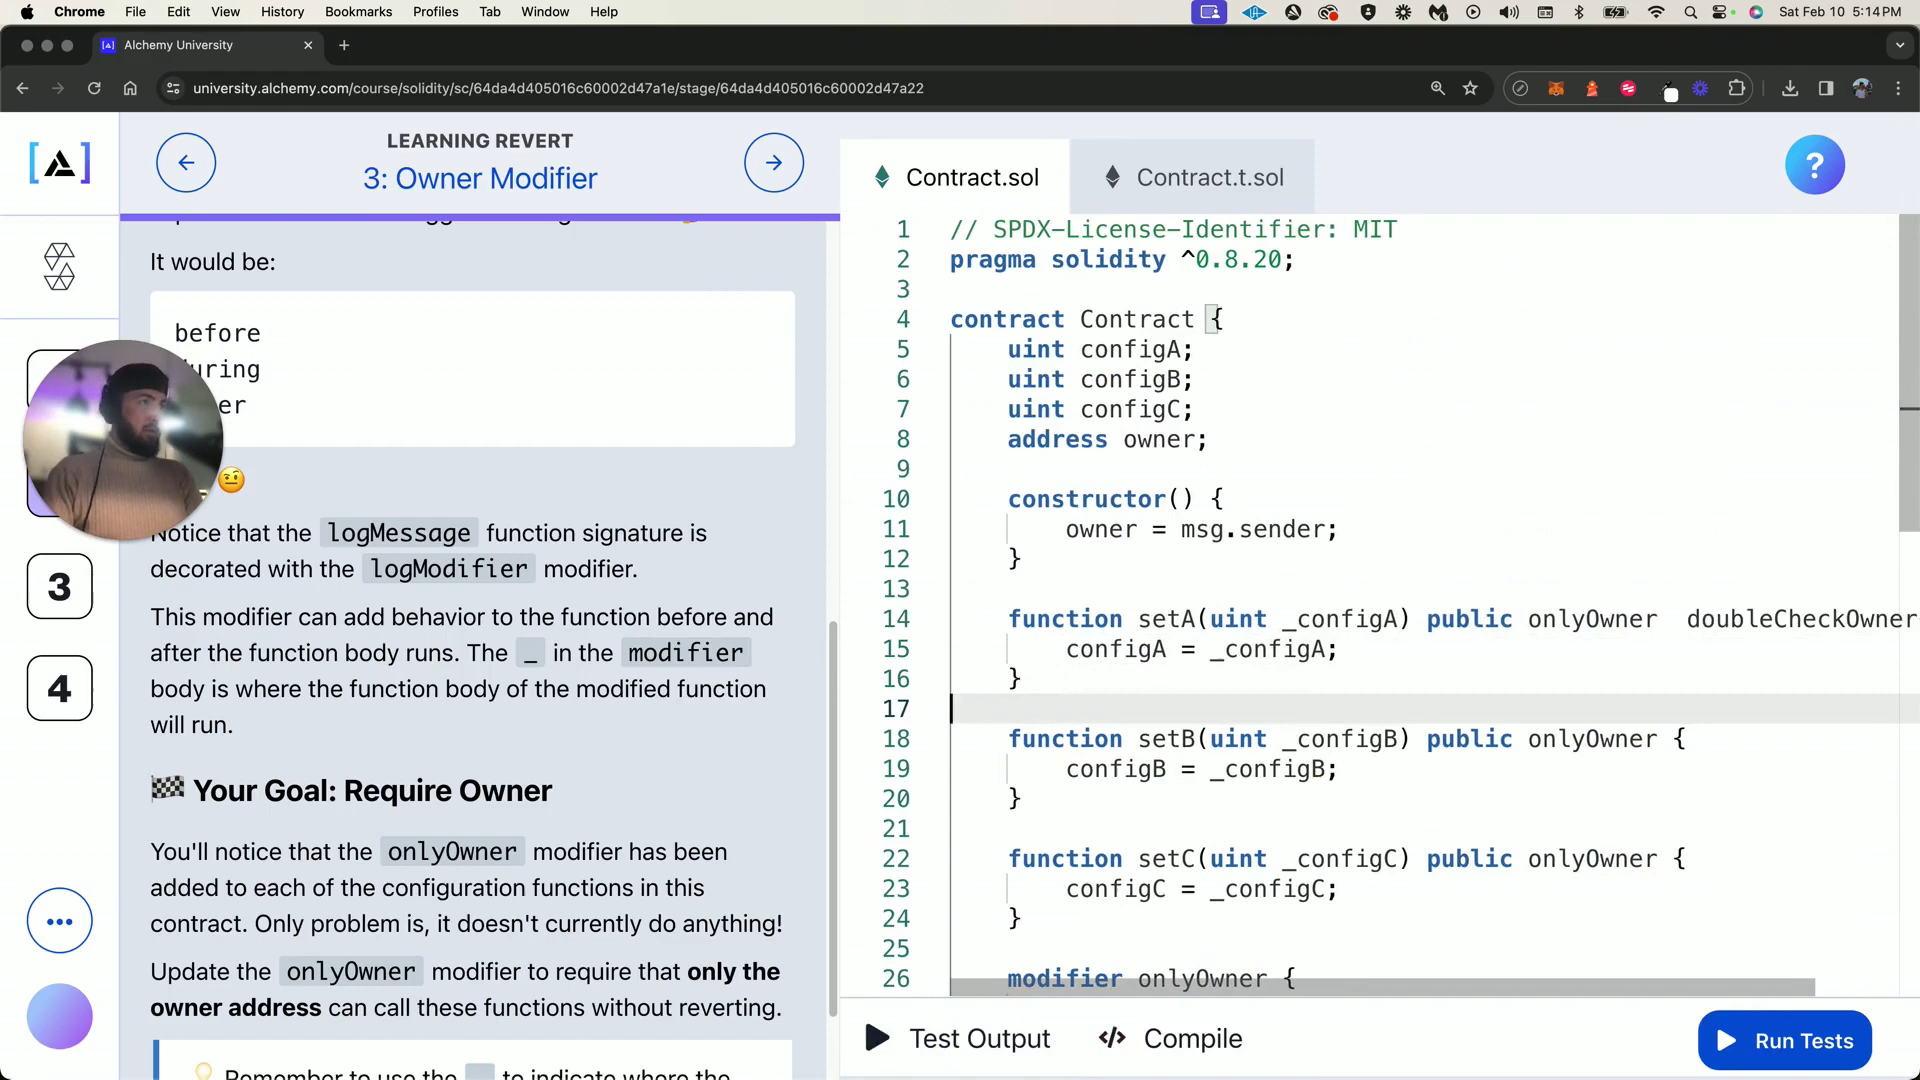 Chrome File Edit View History Bookmarks Profiles Tab Window Help
Sat Feb 10 5:14 PM
Alchemy University
university.alchemy.com/course/solidity/sc/64da4d405016c60002d47a1e/stage/64da4d405016c60002d47a22
LEARNING REVERT
3: Owner Modifier
It would be:
before
uring
er
Notice that the logMessage function signature is
decorated with the logModifier modifier.
This modifier can add behavior to the function before and
after the function body runs. The _ in the modifier
body is where the function body of the modified function
will run.
Your Goal: Require Owner
You'll notice that the onlyOwner modifier has been
added to each of the configuration functions in this
contract. Only problem is, it doesn't currently do anything!
Update the onlyOwner modifier to require that only the
owner address can call these functions without reverting.
Remember to use the _ to indicate where the
3
4
Contract.sol
Contract.t.sol
?
1 // SPDX-License-Identifier: MIT
2 pragma solidity ^0.8.20;
3
4 contract Contract {
5 uint configA;
6 uint configB;
7 uint configC;
8 address owner;
9
10 constructor() {
11 owner = msg.sender;
12 }
13
14 function setA(uint _configA) public onlyOwner doubleCheckOwner
15 configA = _configA;
16 }
17
18 function setB(uint _configB) public onlyOwner {
19 configB = _configB;
20 }
21
22 function setC(uint _configC) public onlyOwner {
23 configC = _configC;
24 }
25
26 modifier onlyOwner {
Test Output
</> Compile
Run Tests